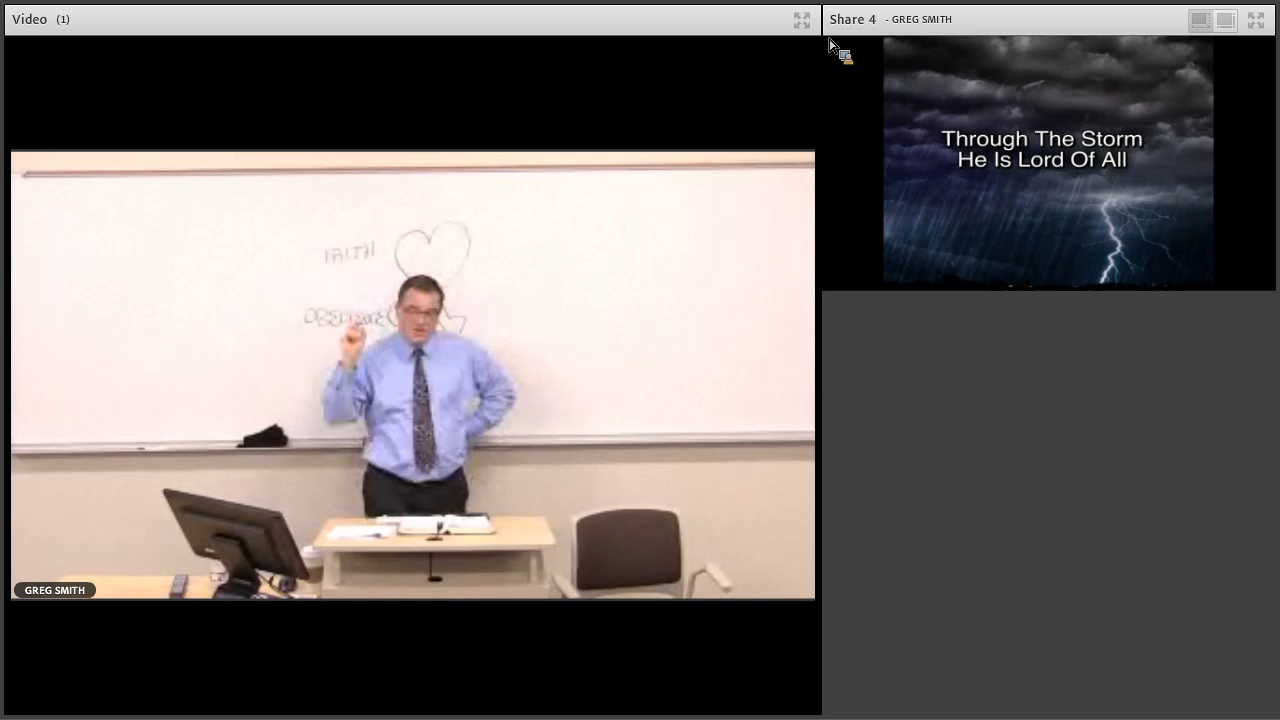 Video (1)
Share 4 - GREG SMITH
Through The Storm
He Is Lord Of All
FAITH
GREG SMITH